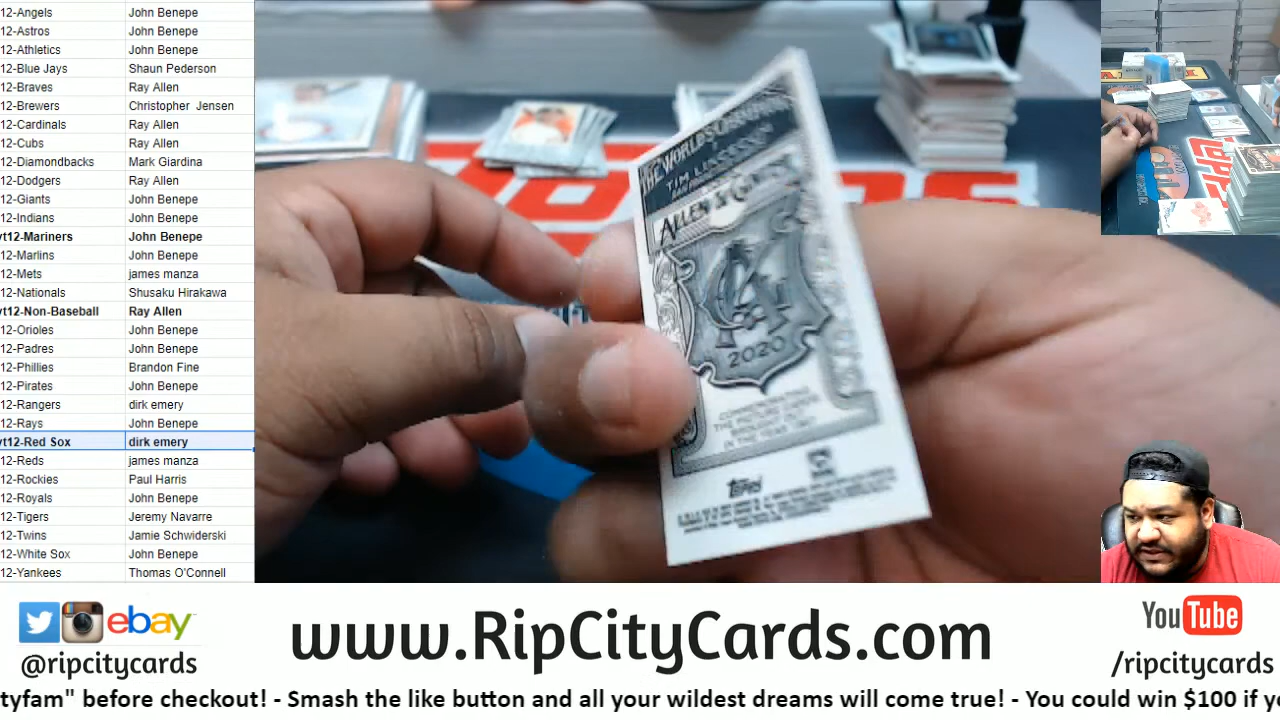 12-Angels John Benepe
12-Astros John Benepe
12-Athletics John Benepe
12-Blue Jays Shaun Pederson
12-Braves Ray Allen
12-Brewers Christopher Jensen
12-Cardinals Ray Allen
12-Cubs Ray Allen
12-Diamondbacks Mark Giardina
12-Dodgers Ray Allen
12-Giants John Benepe
12-Indians John Benepe
t12-Mariners John Benepe
12-Marlins John Benepe
12-Mets james manza
12-Nationals Shusaku Hirakawa
t12-Non-Baseball Ray Allen
12-Orioles John Benepe
12-Padres John Benepe
12-Phillies Brandon Fine
12-Pirates John Benepe
12-Rangers dirk emery
12-Rays John Benepe
t12-Red Sox dirk emery
12-Reds james manza
12-Rockies Paul Harris
12-Royals John Benepe
12-Tigers Jeremy Navarre
12-Twins Jamie Schwiderski
12-White Sox John Benepe
12-Yankees Thomas O'Connell
THE WORLD'S CHAMPIONS
ALLEN & GINTER
2020
IN THE YEAR
Topps
ebay
@ripcitycards
www.RipCityCards.com
YouTube
/ripcitycards
tyfam" before checkout! - Smash the like button and all your wildest dreams will come true! - You could win $100 if yo